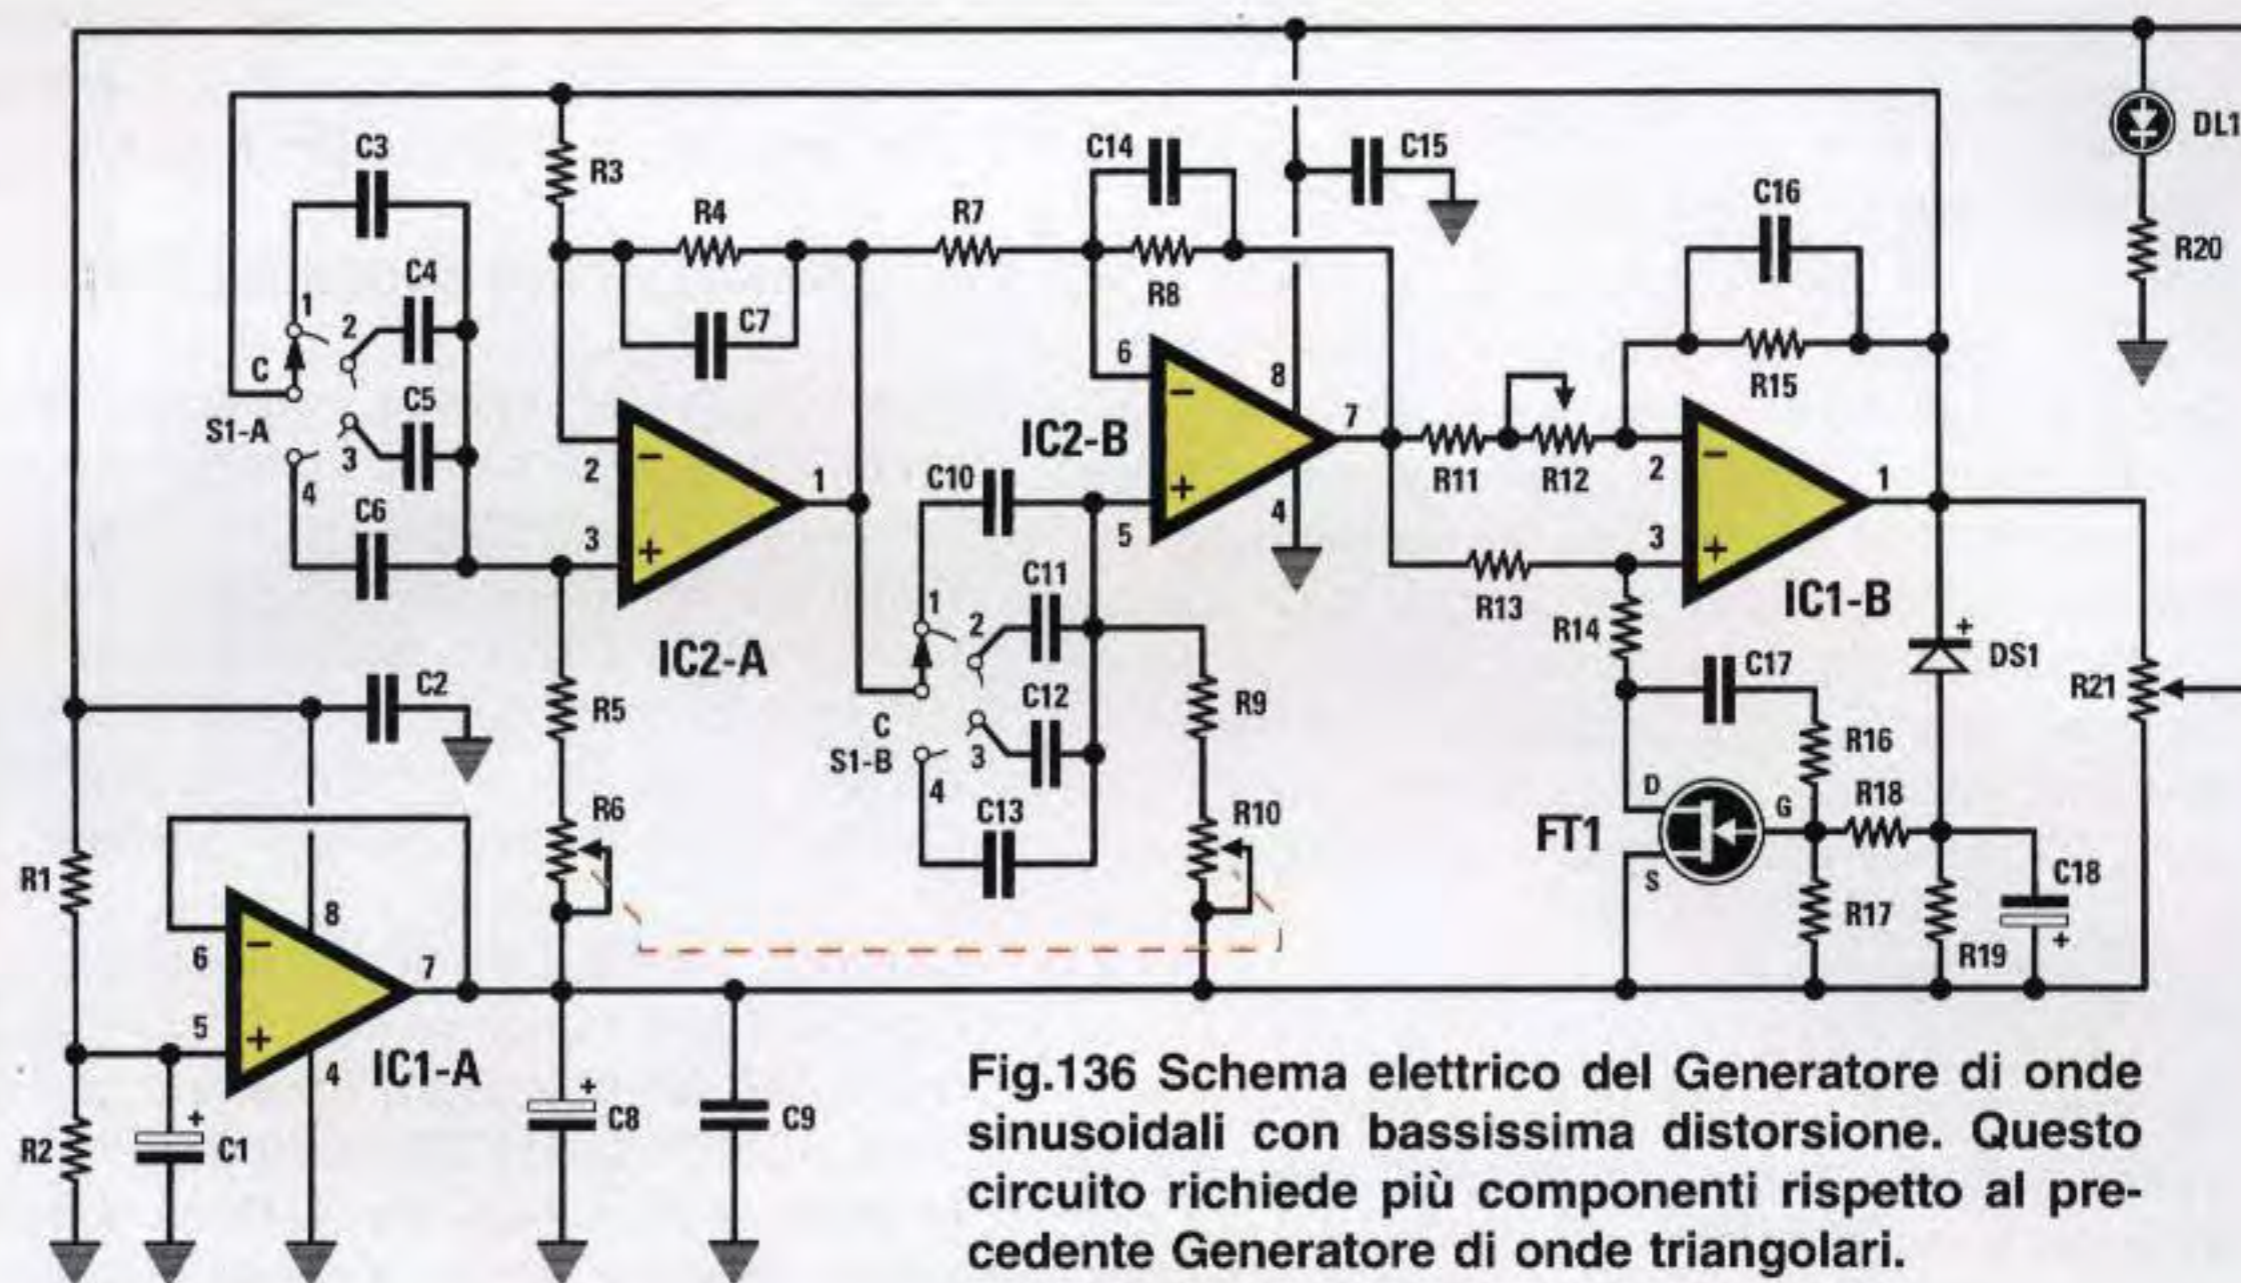 DL1
C3
R3
C14
C15
R4
R7
C16
R20
C4
1
2
R8
C7
C
C5
6
8
R15
S1-A
3
IC2-B
7
4
2
−
1
C10
−
R11
R12
2
−
1
C6
3
+
+
5
4
3
+
C11
R13
IC1-B
1
2
R14
IC2-A
C17
+
DS1
C2
R5
C12
R9
R21
C
S1-B
3
4
R16
R6
C13
R10
D
G
R18
FT1
R1
S
C18
8
R17
+
−
6
7
R19
5
+
4
IC1-A
R2
+
C1
+
C8
C9
Fig.136 Schema elettrico del Generatore di onde
sinusoidali con bassissima distorsione. Questo
circuito richiede più componenti rispetto al pre-
cedente Generatore di onde triangolari.